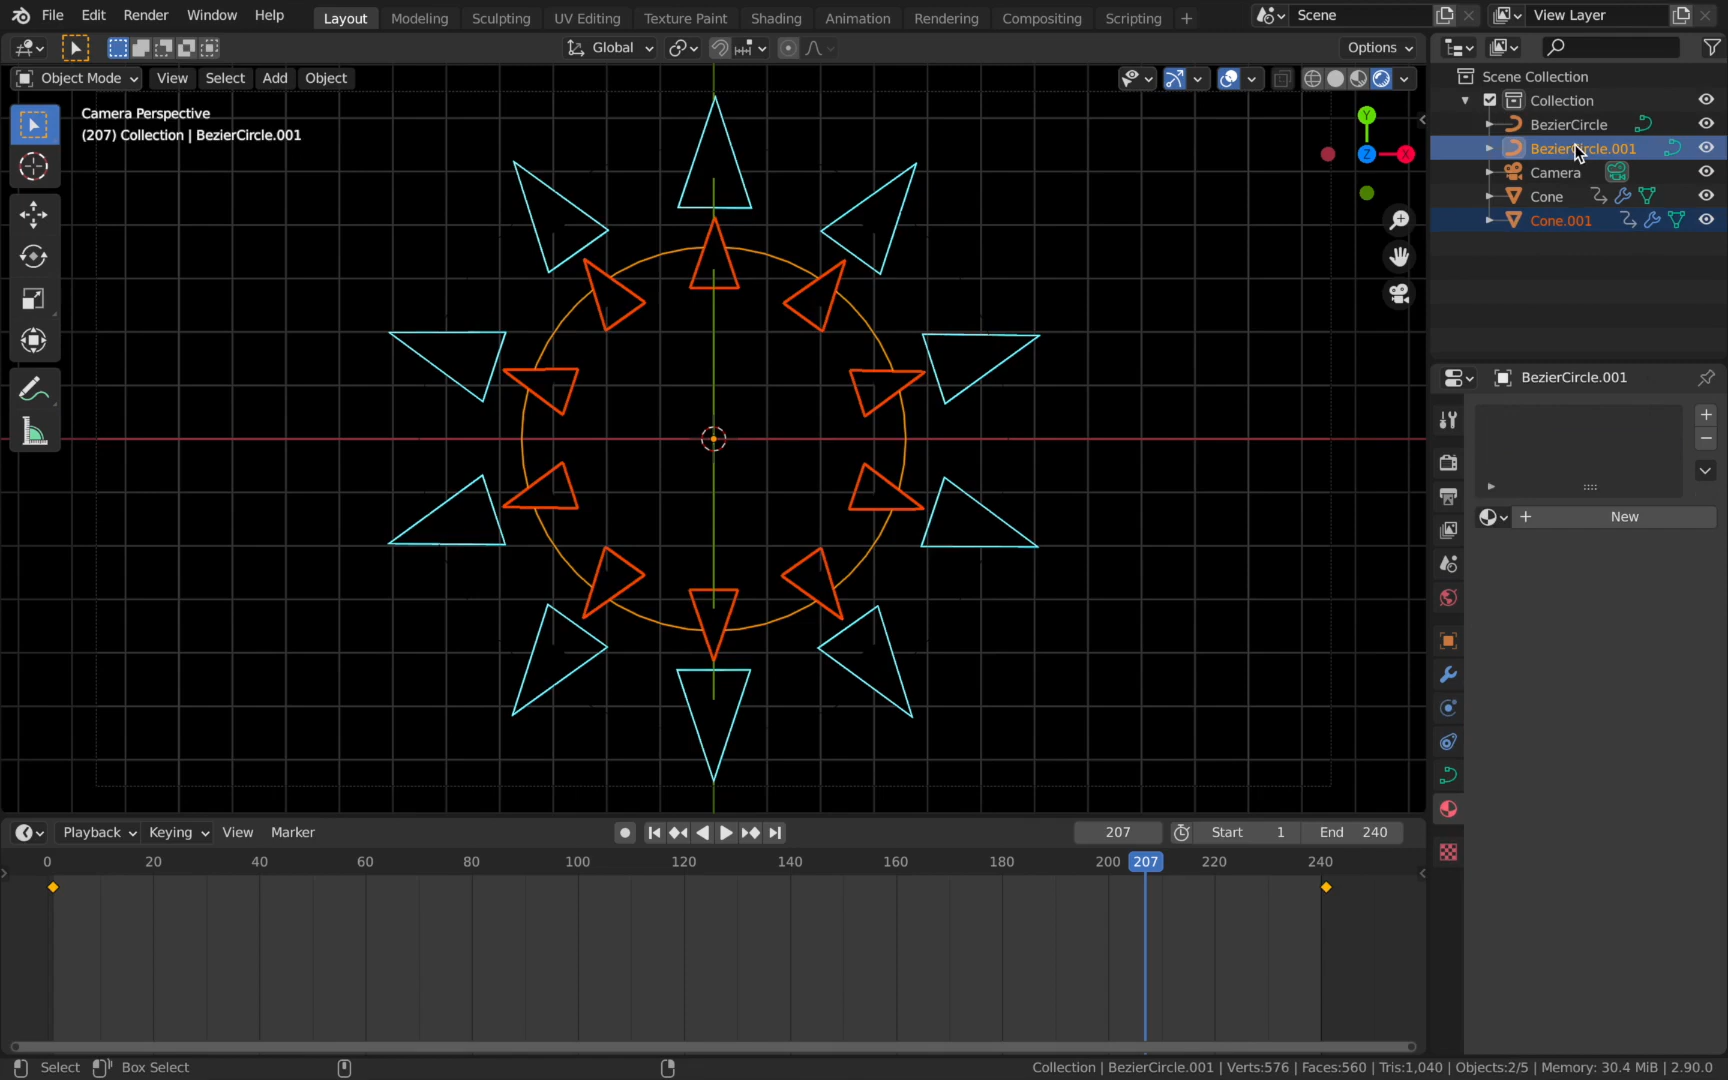 File Edit Render Window Help Layout Modeling Sculpting UV Editing Texture Paint Shading Animation Rendering Compositing Scripting + Scene View Layer
Global Options
Object Mode View Select Add Object
Camera Perspective
(207) Collection | BezierCircle.001
Y
Z X
Scene Collection
Collection
BezierCircle
BezierCircle.001
Camera
Cone
Cone.001
BezierCircle.001
+ New
Playback Keying View Marker 207 Start 1 End 240
0 20 40 60 80 100 120 140 160 180 200 207 220 240
Select Box Select Collection | BezierCircle.001 | Verts:576 | Faces:560 | Tris:1,040 | Objects:2/5 | Memory: 30.4 MiB | 2.90.0